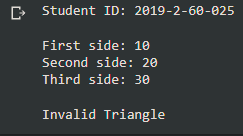 Student ID: 2019-2-60-025
First side: 10
Second side: 20
Third side: 30
Invalid Triangle